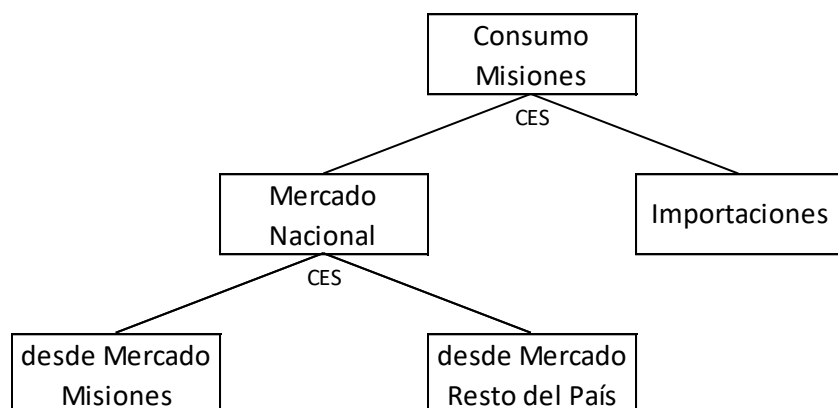 Consumo
Misiones
CES
Mercado
Nacional
Importaciones
CES
desde Mercado
Misiones
desde Mercado
Resto del País